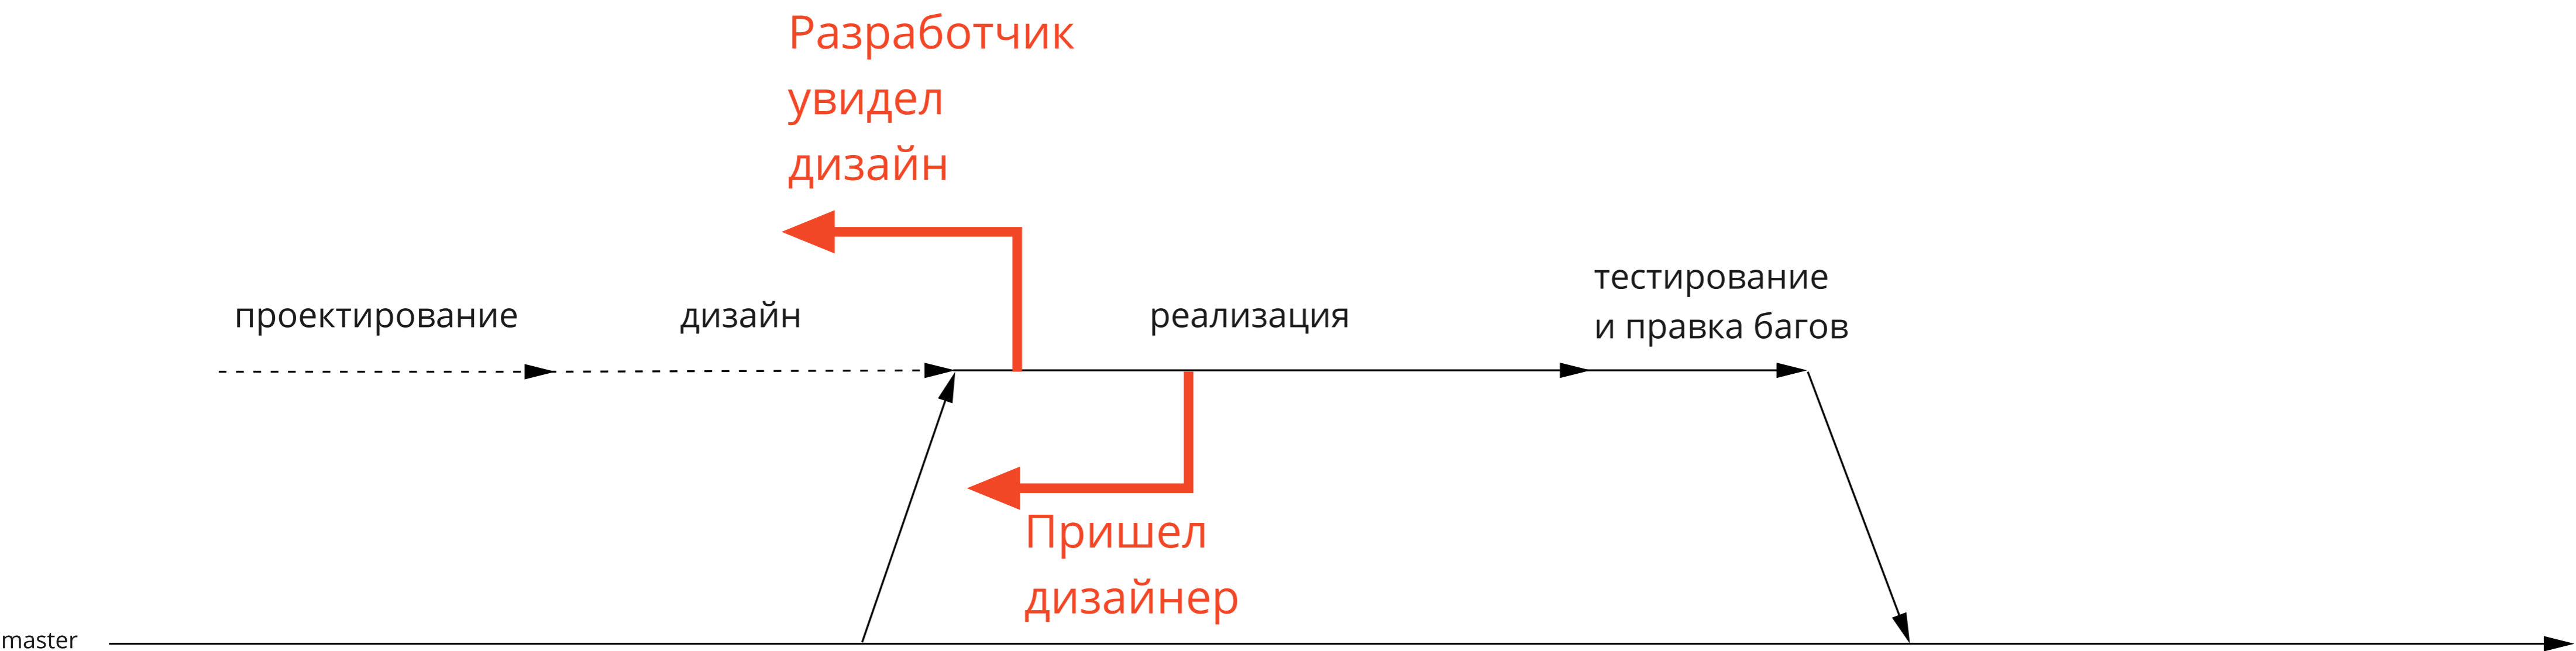 Разработчик
увидел
дизайн
проектирование
дизайн
реализация
тестирование
и правка багов
Пришел
дизайнер
master